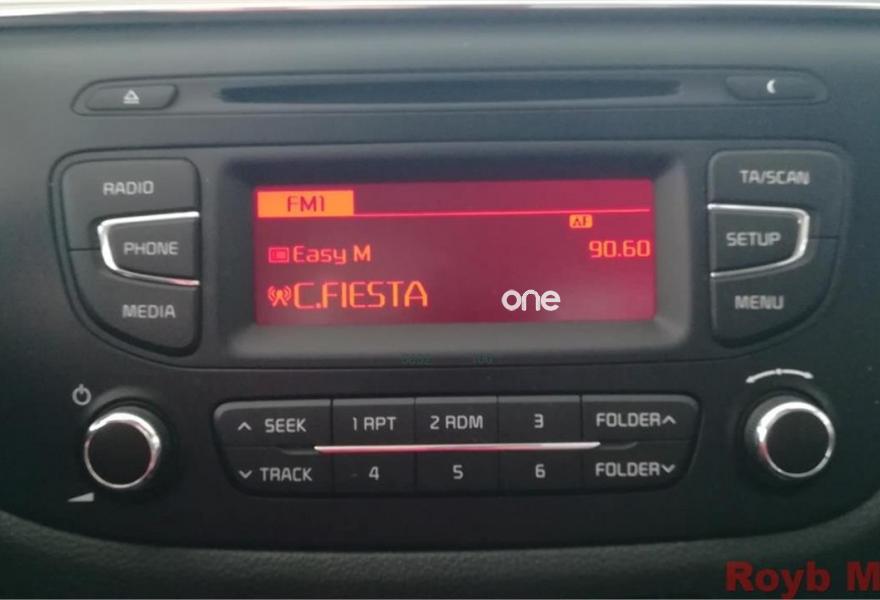 RADIO
TA/SCAN
FM1
AF
PHONE
Easy M
90.60
SETUP
MEDIA
C.FIESTA
one
MENU
SEEK
1 RPT
2 RDM
3
FOLDER
TRACK
4
5
6
FOLDER
Royb M